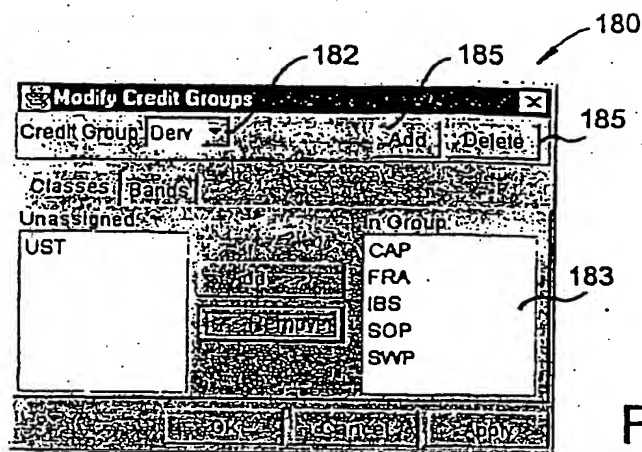 180
182
185
Modify Credit Groups
Credit Group Derv
Add Delete
185
Classes Bands
Unassigned In Group
UST
CAP
FRA
IBS
SOP
SWP
183
Remove
OK Cancel Apply
F